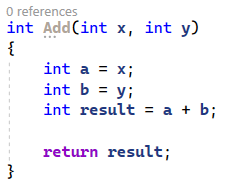 0 references
int Add(int x, int y)
{
    int a = x;
    int b = y;
    int result = a + b;

    return result;
}